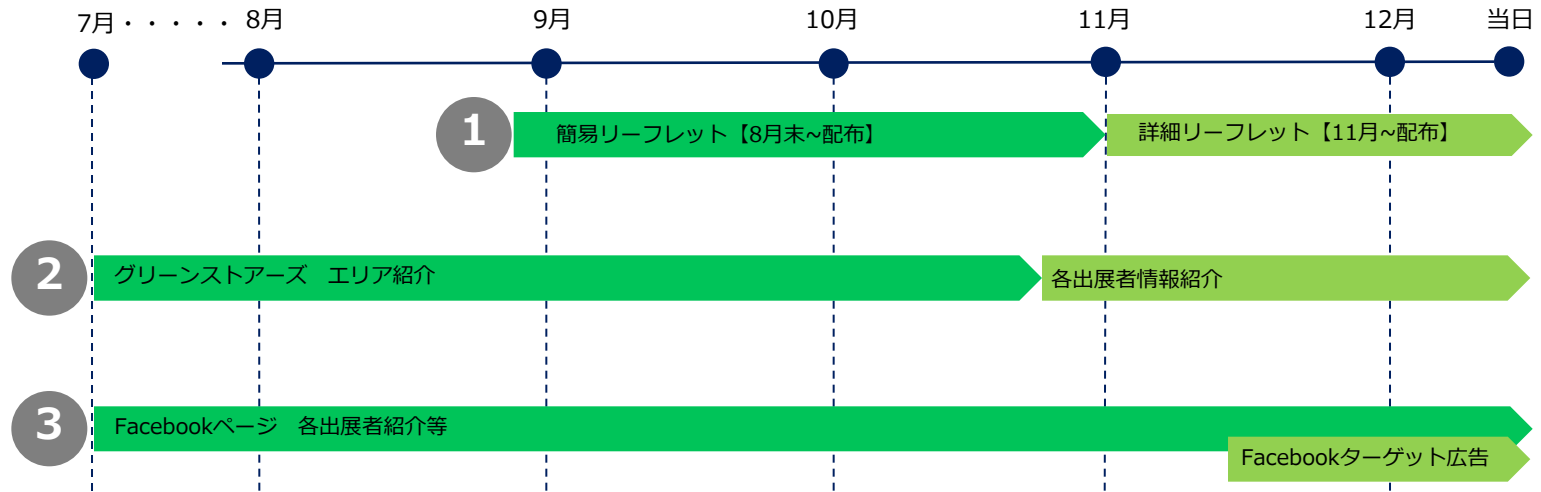 7月・・・・・ 8月 9月 10月 11月 12月 当日
1 簡易リーフレット【8月末~配布】 詳細リーフレット【11月~配布】
2 グリーンストアーズ　エリア紹介 各出展者情報紹介
3 Facebookページ　各出展者紹介等
Facebookターゲット広告